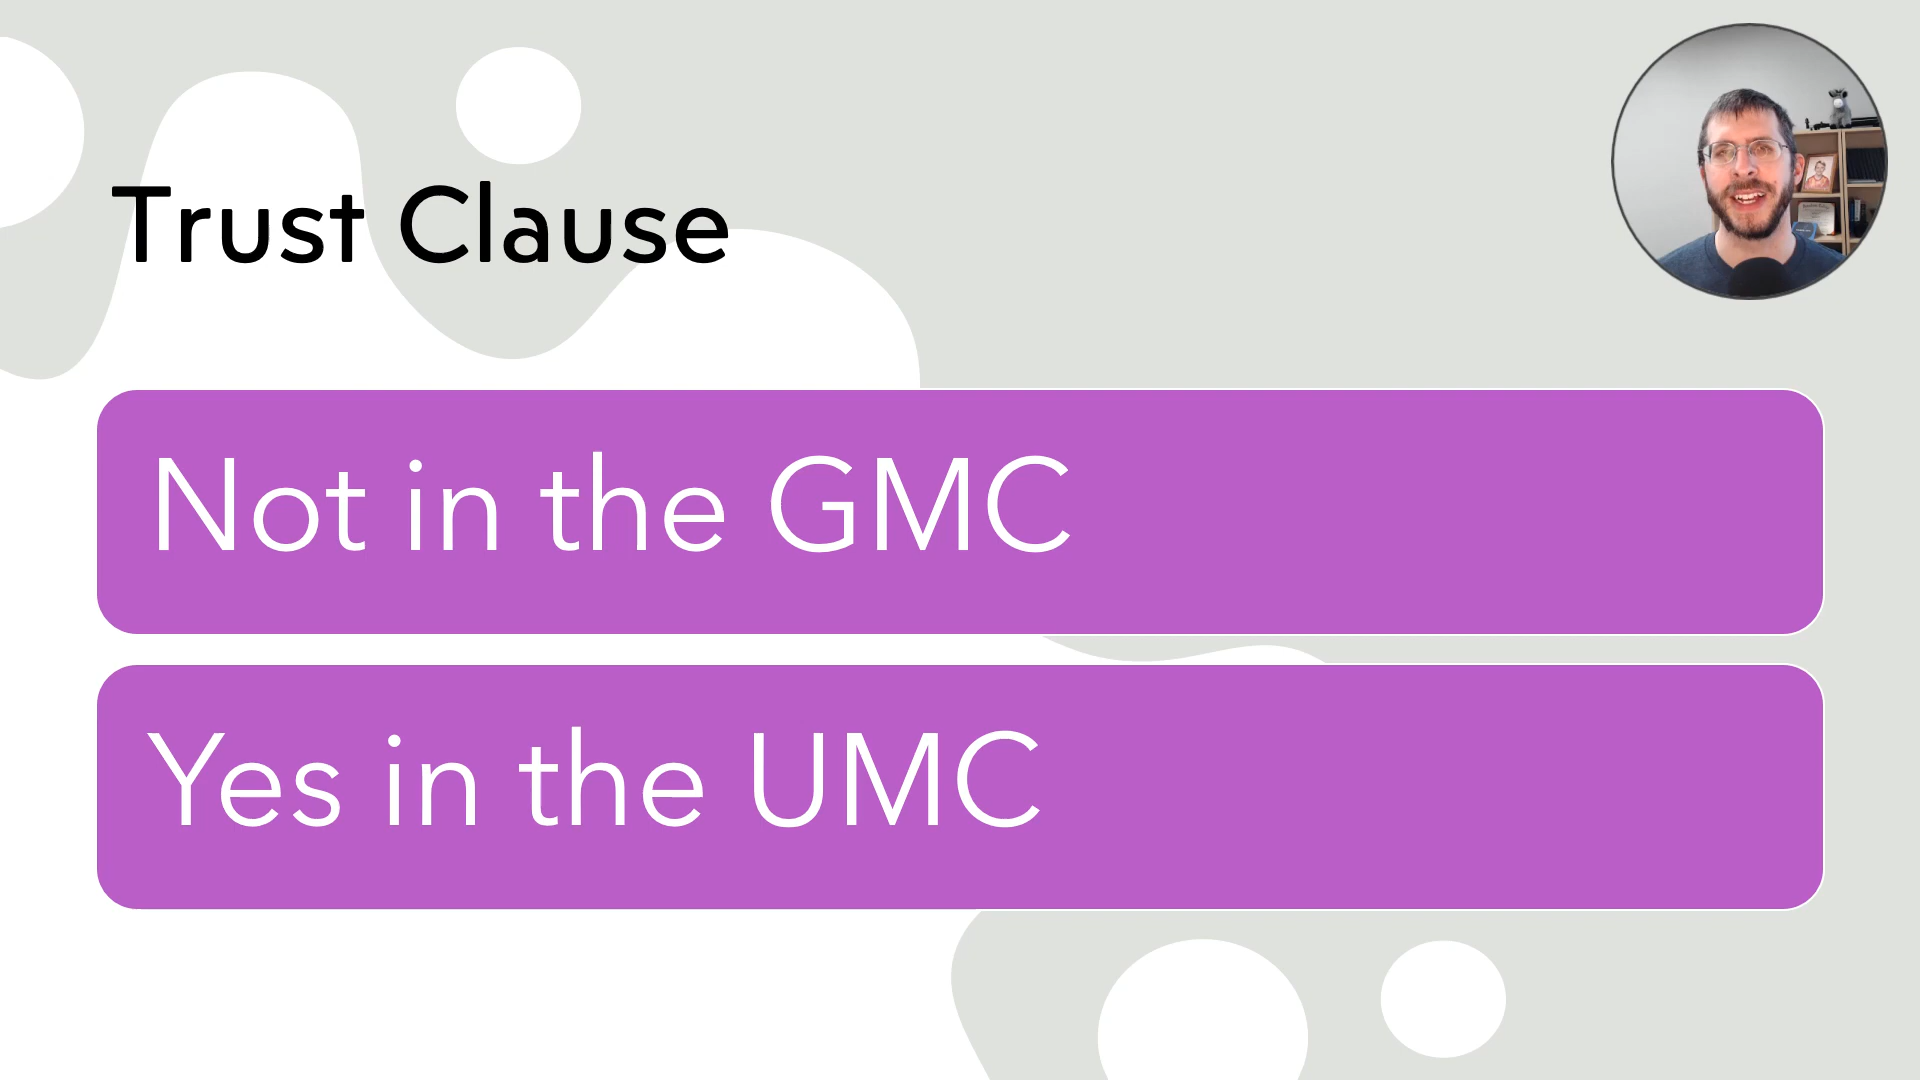 Trust Clause
Not in the GMC
Yes in the UMC